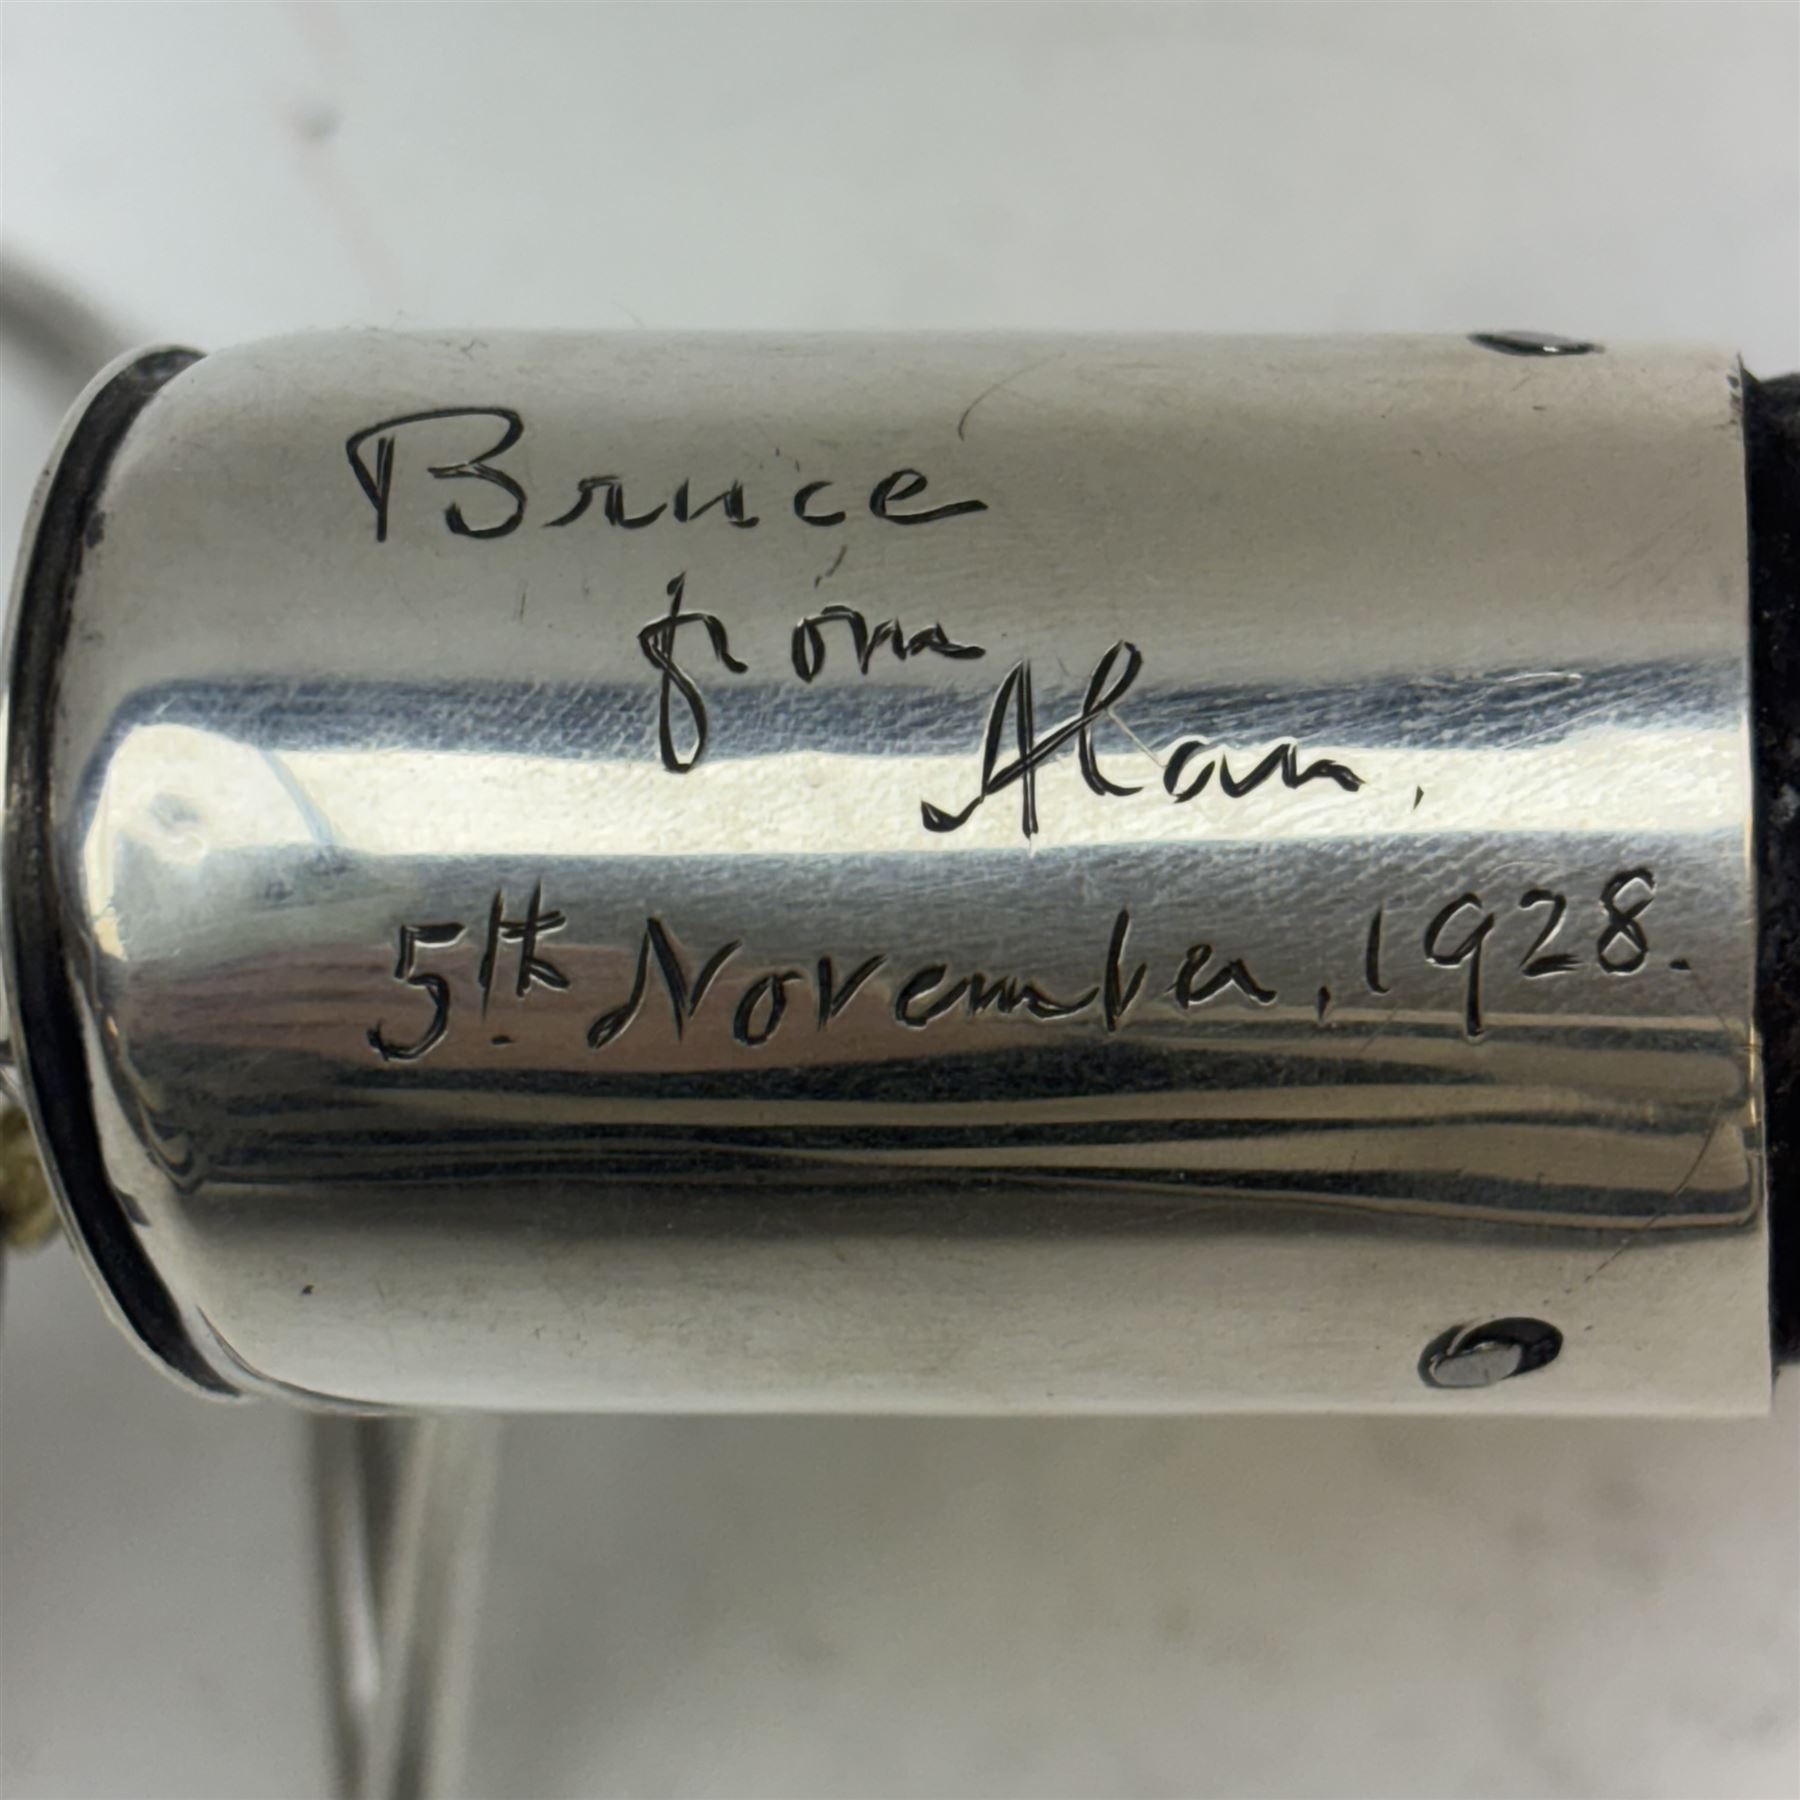 Bruce
from
Alan.
5th. November, 1928.